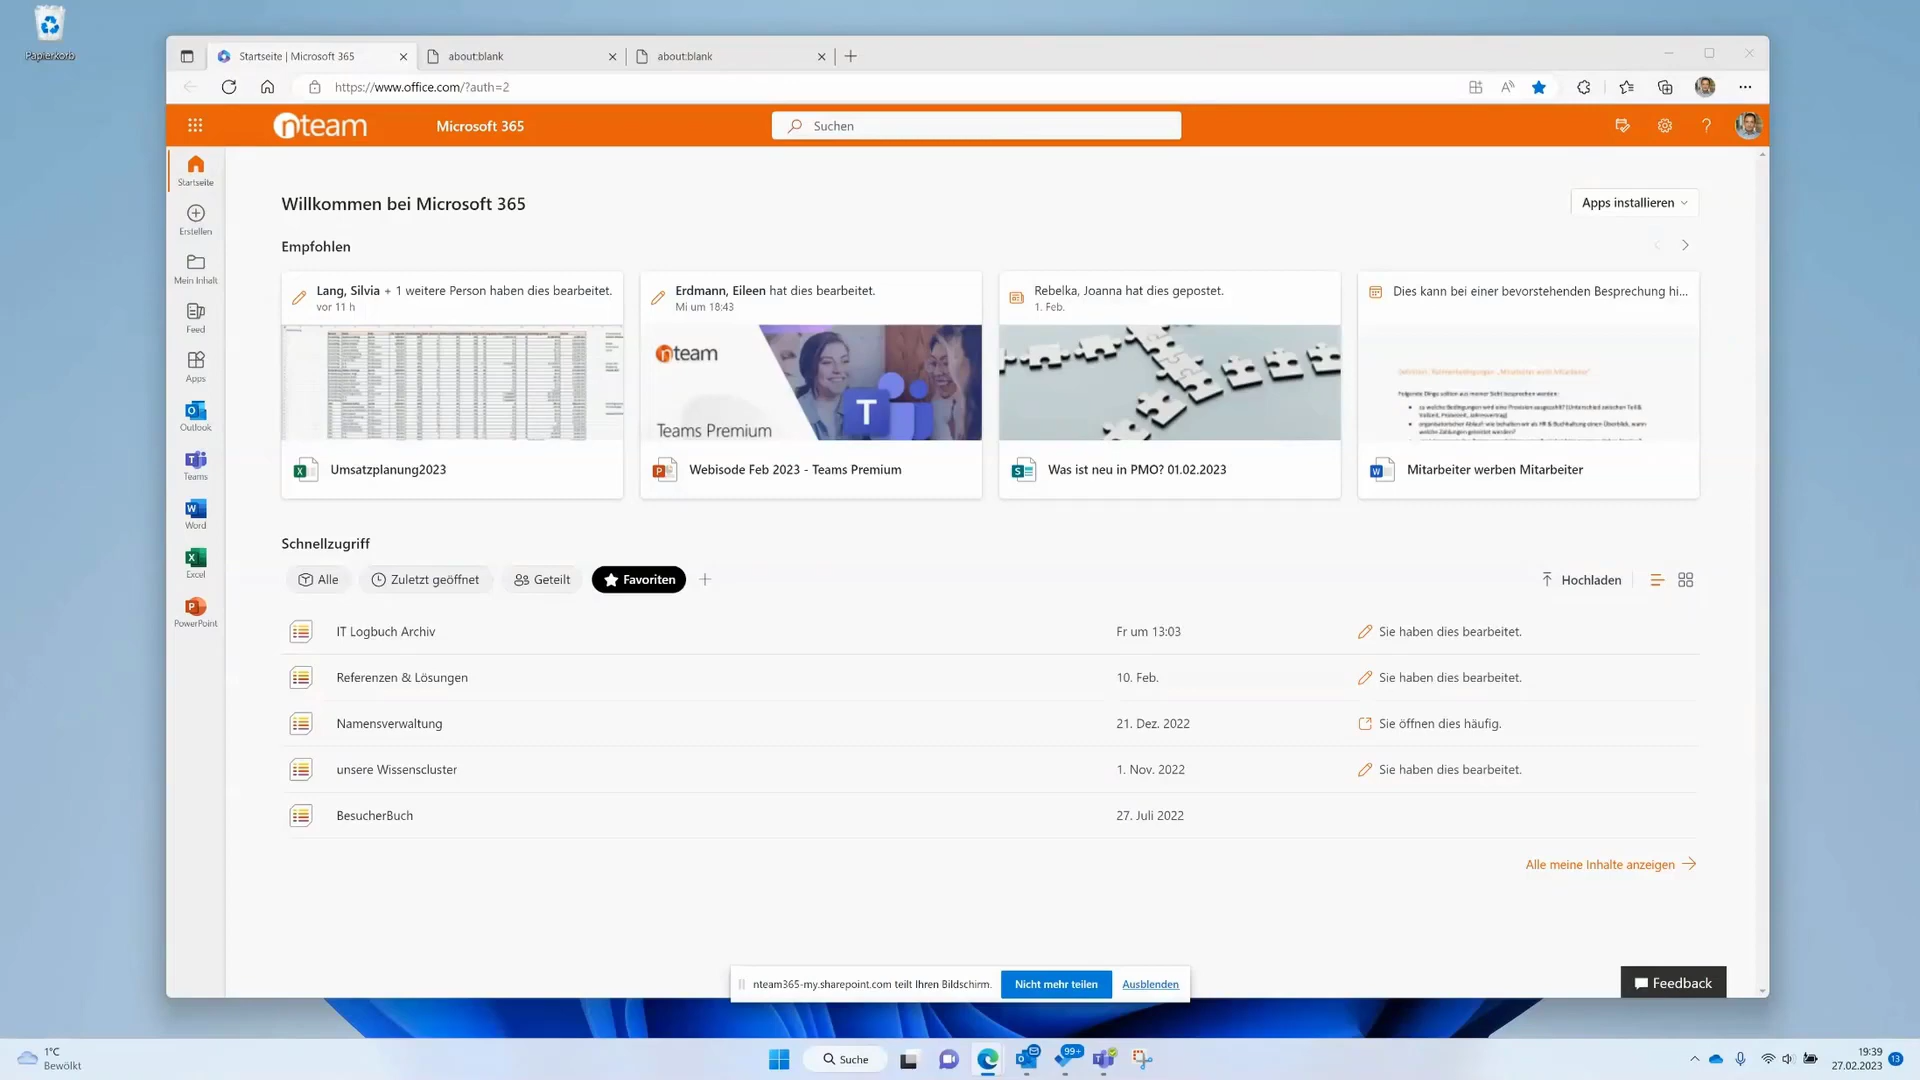 Papierkorb
Startseite | Microsoft 365
about:blank
about:blank
https://www.office.com/?auth=2
nteam
Microsoft 365
Suchen
Startseite
Erstellen
Mein Inhalt
Feed
Apps
Outlook
Teams
Word
Excel
PowerPoint
Willkommen bei Microsoft 365
Apps installieren
Empfohlen
Lang, Silvia + 1 weitere Person haben dies bearbeitet.
vor 11 h
Umsatzplanung2023
Erdmann, Eileen hat dies bearbeitet.
Mi um 18:43
nteam
Teams Premium
Webisode Feb 2023 - Teams Premium
Rebelka, Joanna hat dies gepostet.
1. Feb.
Was ist neu in PMO? 01.02.2023
Dies kann bei einer bevorstehenden Besprechung hi...
Mitarbeiter werben Mitarbeiter
Schnellzugriff
Alle
Zuletzt geöffnet
Geteilt
Favoriten
Hochladen
IT Logbuch Archiv
Fr um 13:03
Sie haben dies bearbeitet.
Referenzen & Lösungen
10. Feb.
Sie haben dies bearbeitet.
Namensverwaltung
21. Dez. 2022
Sie öffnen dies häufig.
unsere Wissenscluster
1. Nov. 2022
Sie haben dies bearbeitet.
BesucherBuch
27. Juli 2022
Alle meine Inhalte anzeigen
nteam365-my.sharepoint.com teilt Ihren Bildschirm.
Nicht mehr teilen
Ausblenden
Feedback
1°C
Bewölkt
Suche
99+
19:39
27.02.2023
13